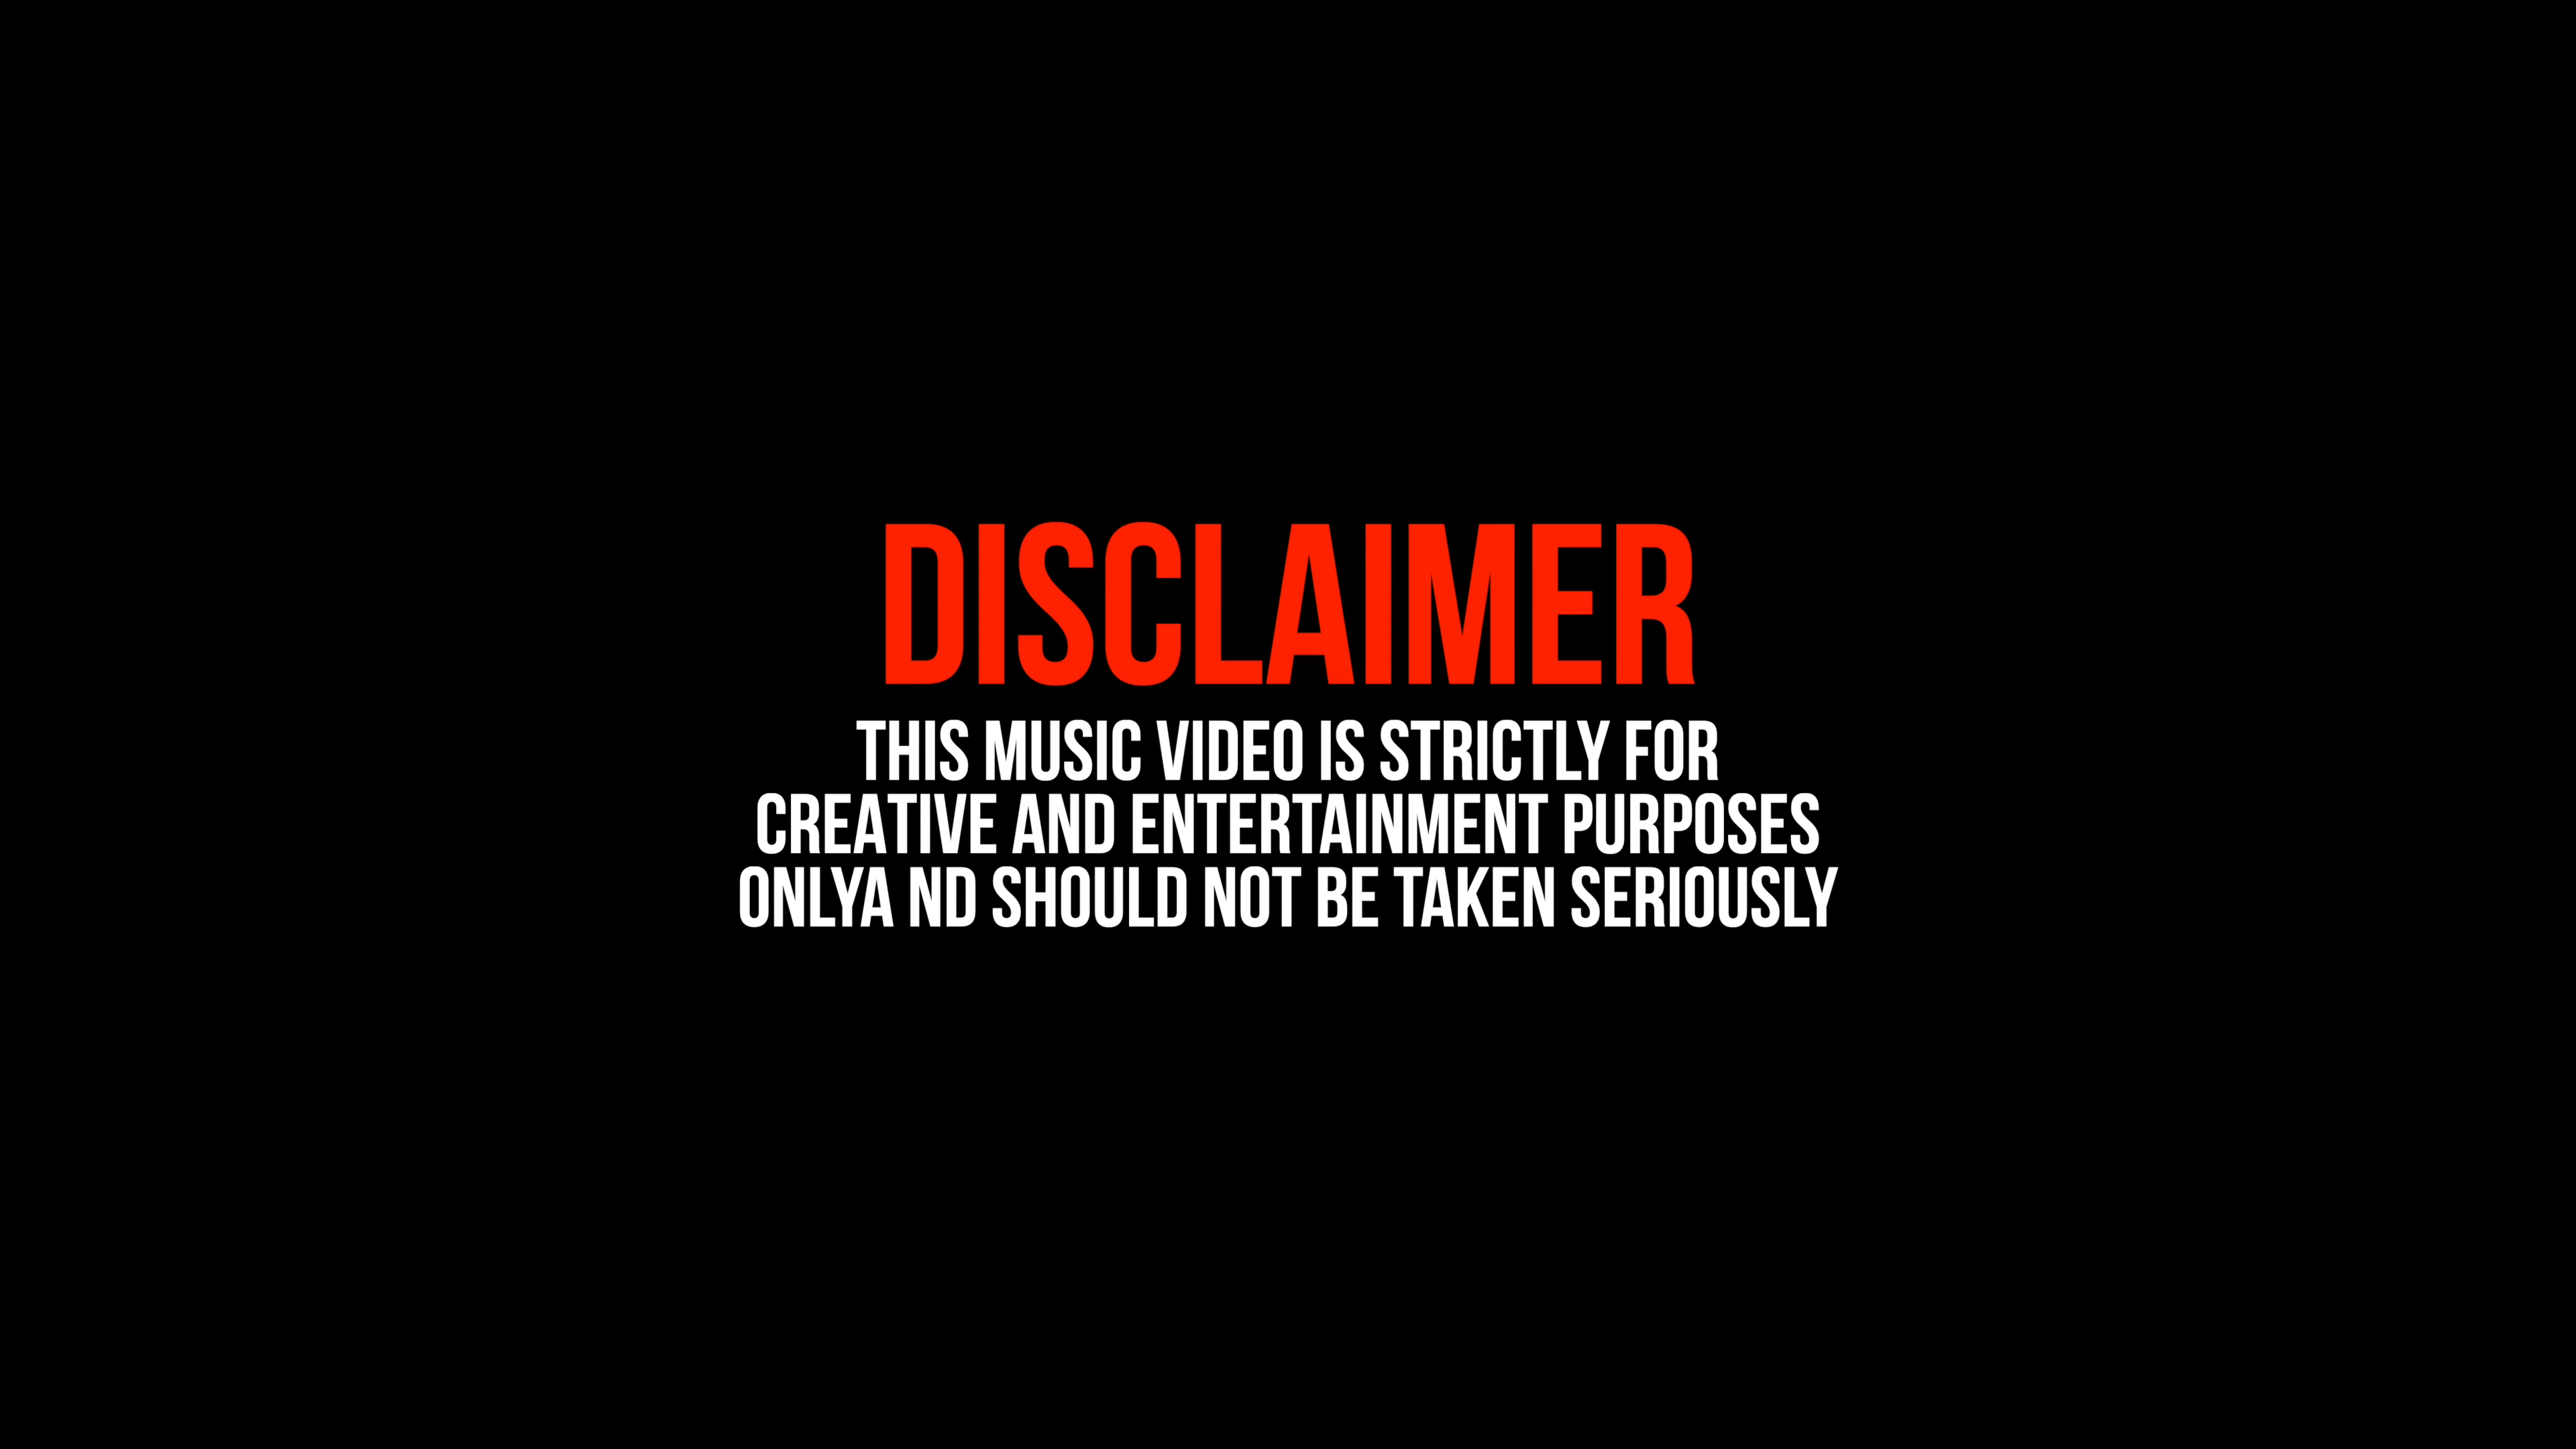 DISCLAIMER
THIS MUSIC VIDEO IS STRICTLY FOR
CREATIVE AND ENTERTAINMENT PURPOSES
ONLYA ND SHOULD NOT BE TAKEN SERIOUSLY